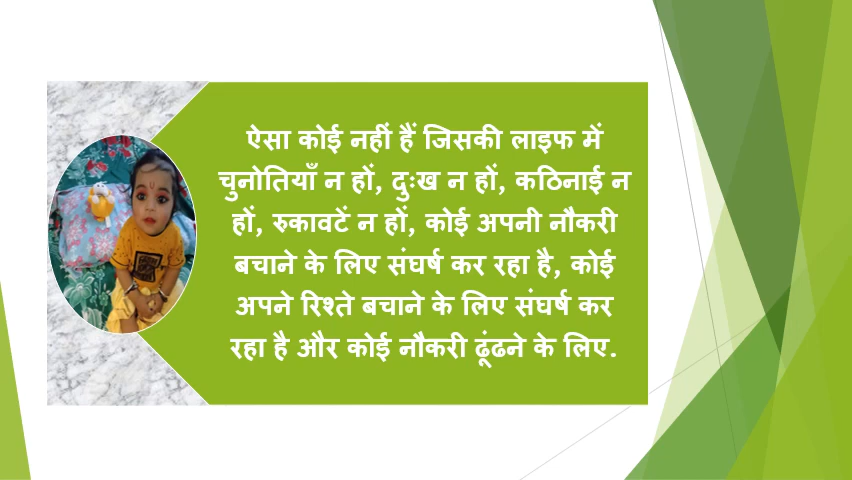 ऐसा कोई नहीं हैं जिसकी लाइफ में
चुनोतियाँ न हों, दुःख न हों, कठिनाई न
हों, रुकावटें न हों, कोई अपनी नौकरी
बचाने के लिए संघर्ष कर रहा है, कोई
अपने रिश्ते बचाने के लिए संघर्ष कर
रहा है और कोई नौकरी ढूंढने के लिए.